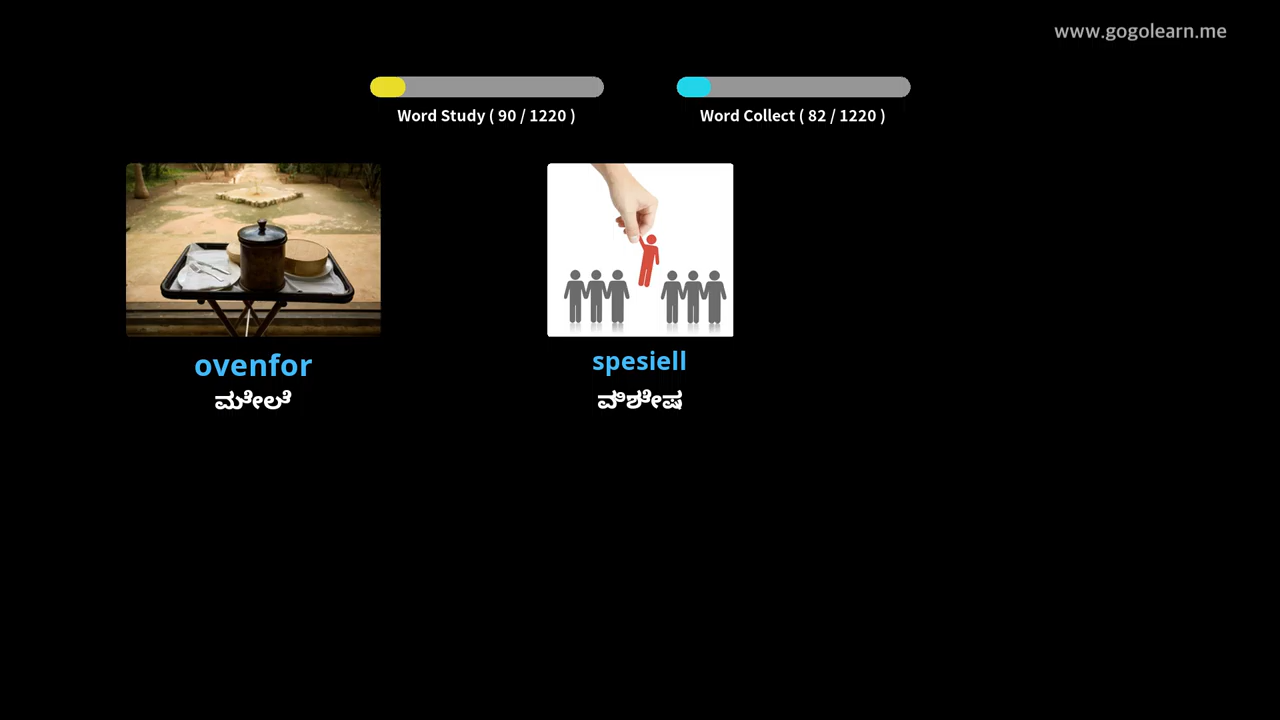 www.gogolearn.me
Word Study ( 90 / 1220 )
Word Collect ( 82 / 1220 )
ovenfor
ಮೇಲೆ
spesiell
ವಿಶೇಷ